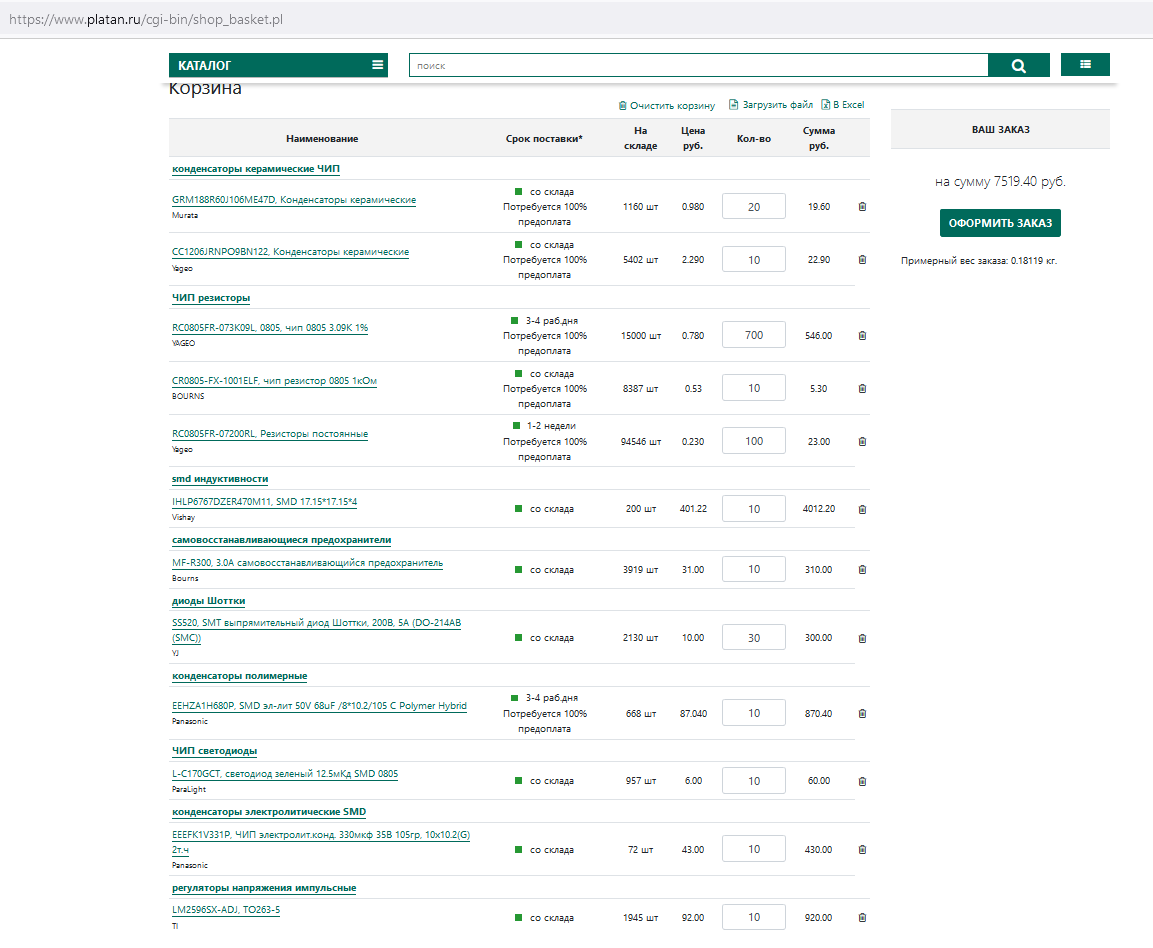 https://www.platan.ru/cgi-bin/shop_basket.pl
КАТАЛОГ
поиск
Корзина
Очистить корзину Загрузить файл В Excel
Наименование Срок поставки* На складе Цена руб. Кол-во Сумма руб.
конденсаторы керамические ЧИП
GRM188R60J106ME47D, Конденсаторы керамические
Murata
со склада
Потребуется 100%
предоплата
1160 шт 0.980 20 19.60
CC1206JRNPO9BN122, Конденсаторы керамические
Yageo
со склада
Потребуется 100%
предоплата
5402 шт 2.290 10 22.90
ЧИП резисторы
RC0805FR-073K09L, 0805, чип 0805 3.09K 1%
YAGEO
3-4 раб.дня
Потребуется 100%
предоплата
15000 шт 0.780 700 546.00
CR0805-FX-1001ELF, чип резистор 0805 1кОм
BOURNS
со склада
Потребуется 100%
предоплата
8387 шт 0.53 10 5.30
RC0805FR-07200RL, Резисторы постоянные
Yageo
1-2 недели
Потребуется 100%
предоплата
94546 шт 0.230 100 23.00
smd индуктивности
IHLP6767DZER470M11, SMD 17.15*17.15*4
Vishay
со склада 200 шт 401.22 10 4012.20
самовосстанавливающиеся предохранители
MF-R300, 3.0A самовосстанавливающийся предохранитель
Bourns
со склада 3919 шт 31.00 10 310.00
диоды Шоттки
SS520, SMT выпрямительный диод Шоттки, 200В, 5А (DO-214AB
(SMC))
YJ
со склада 2130 шт 10.00 30 300.00
конденсаторы полимерные
EEHZA1H680P, SMD эл-лит 50V 68uF /8*10.2/105 C Polymer Hybrid
Panasonic
3-4 раб.дня
Потребуется 100%
предоплата
668 шт 87.040 10 870.40
ЧИП светодиоды
L-C170GCT, светодиод зеленый 12.5мКд SMD 0805
ParaLight
со склада 957 шт 6.00 10 60.00
конденсаторы электролитические SMD
EEEFK1V331P, ЧИП электролит.конд. 330мкф 35В 105гр, 10x10.2(G)
2т.ч
Panasonic
со склада 72 шт 43.00 10 430.00
регуляторы напряжения импульсные
LM2596SX-ADJ, TO263-5
TI
со склада 1945 шт 92.00 10 920.00
ВАШ ЗАКАЗ
на сумму 7519.40 руб.
ОФОРМИТЬ ЗАКАЗ
Примерный вес заказа: 0.18119 кг.